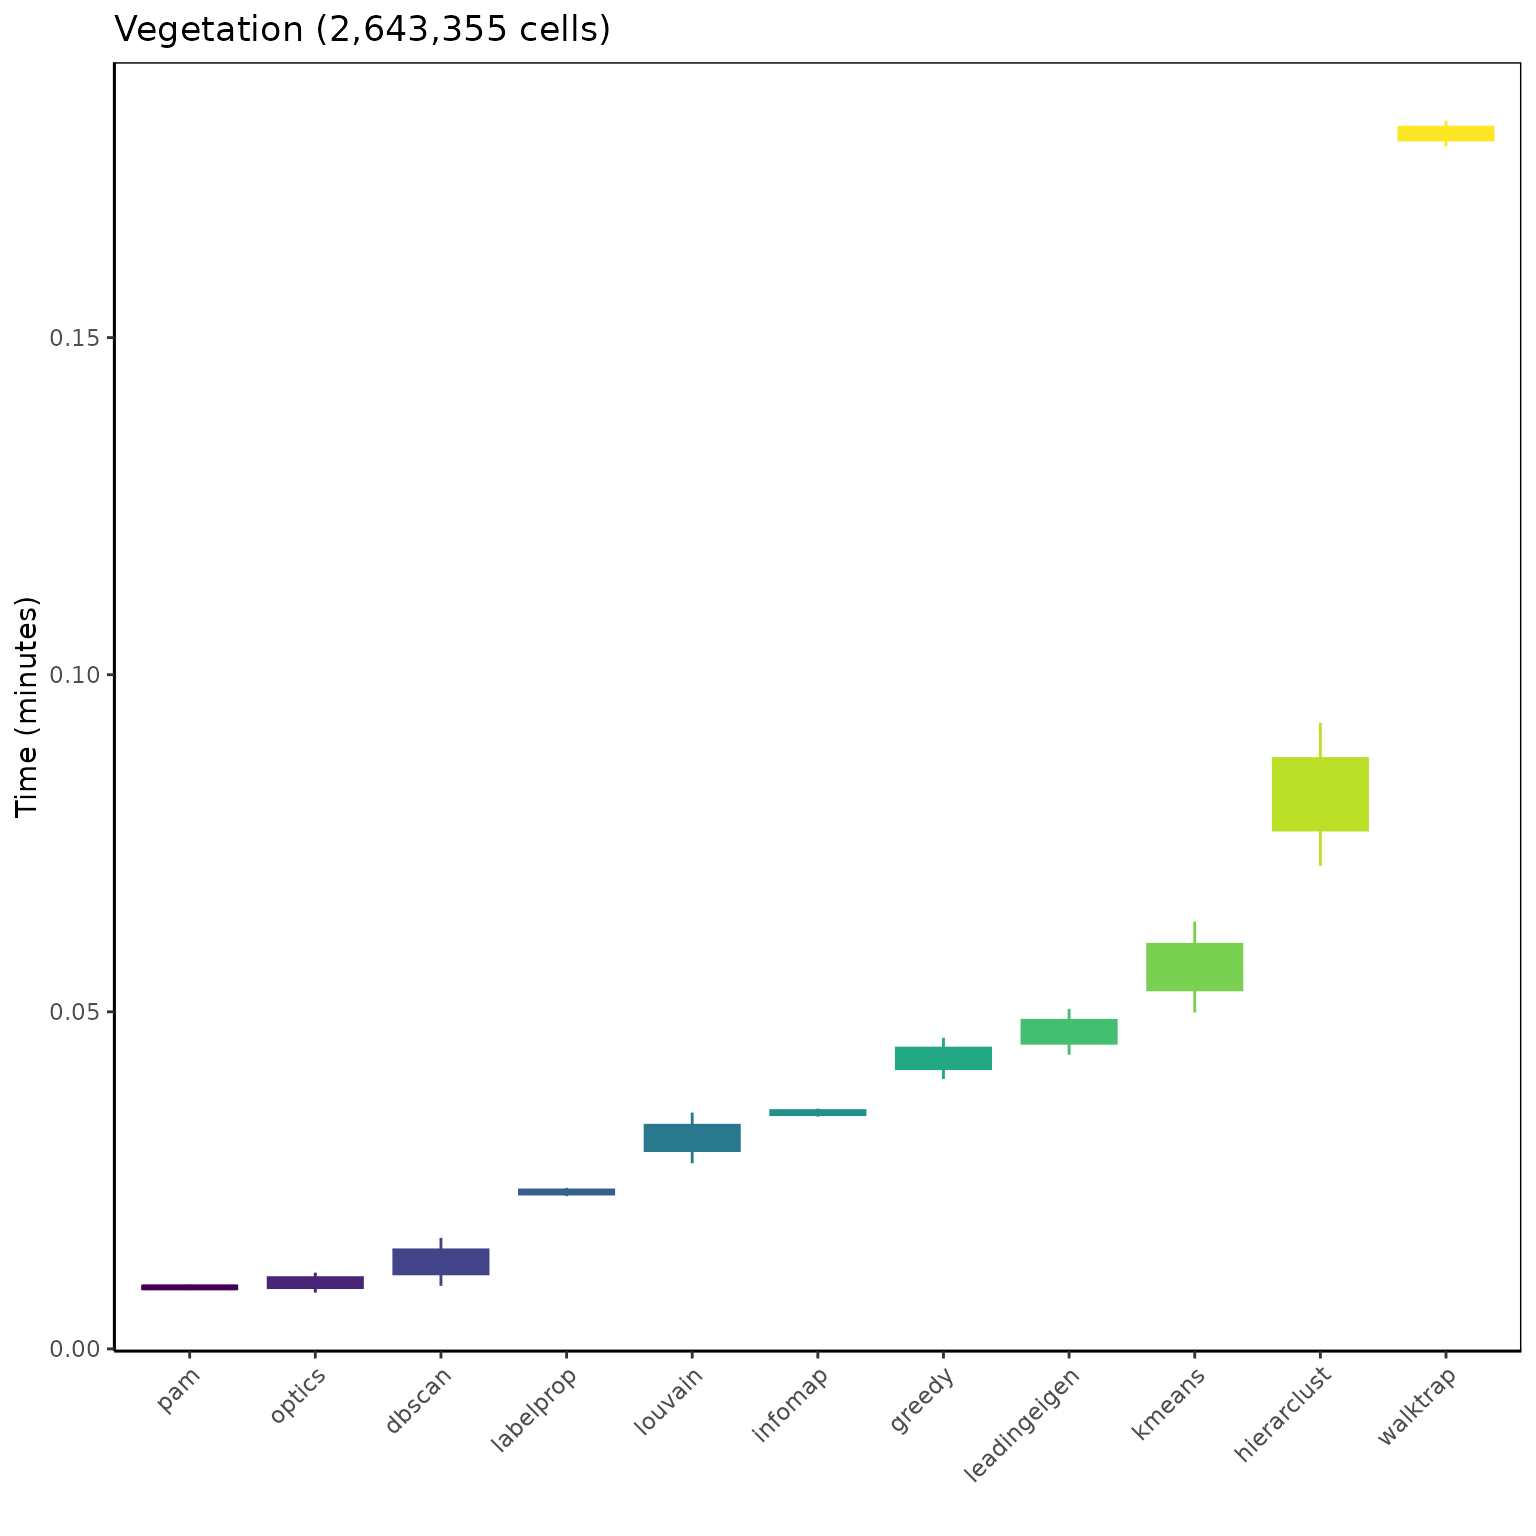 Vegetation (2,643,355 cells)
Time (minutes)
0.15
0.10
0.05
0.00
pam
optics
dbscan
labelprop
louvain
infomap
greedy
leadingeigen
kmeans
hierarclust
walktrap